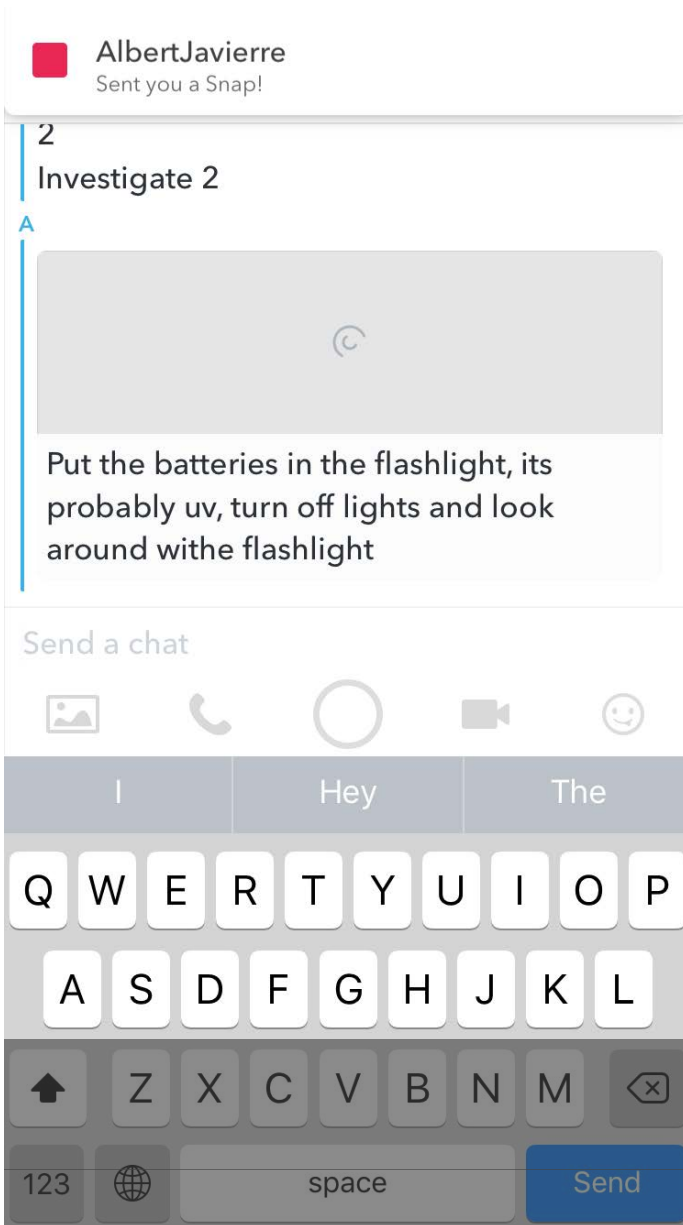 AlbertJavierre
Sent you a Snap!
2
Investigate 2
A
Put the batteries in the flashlight, its
probably uv, turn off lights and look
around withe flashlight
Send a chat
I Hey The
Q W E R T Y U I O P
A S D F G H J K L
Z X C V B N M
123 space Send